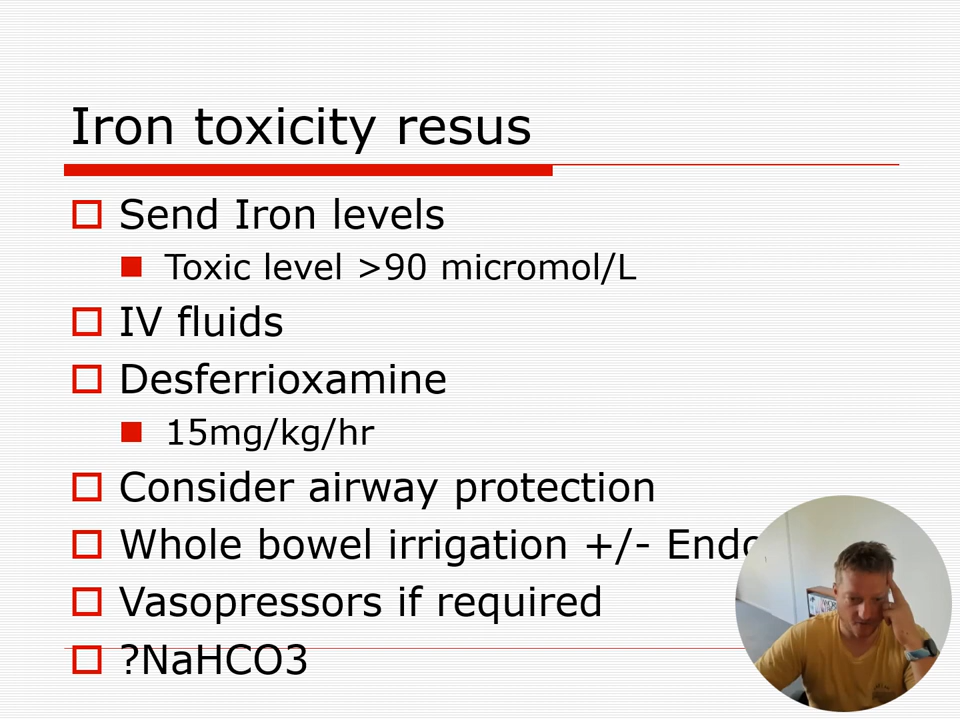 Iron toxicity resus
Send Iron levels
Toxic level >90 micromol/L
IV fluids
Desferrioxamine
15mg/kg/hr
Consider airway protection
Whole bowel irrigation +/-
Vasopressors if required
?NaHCO3